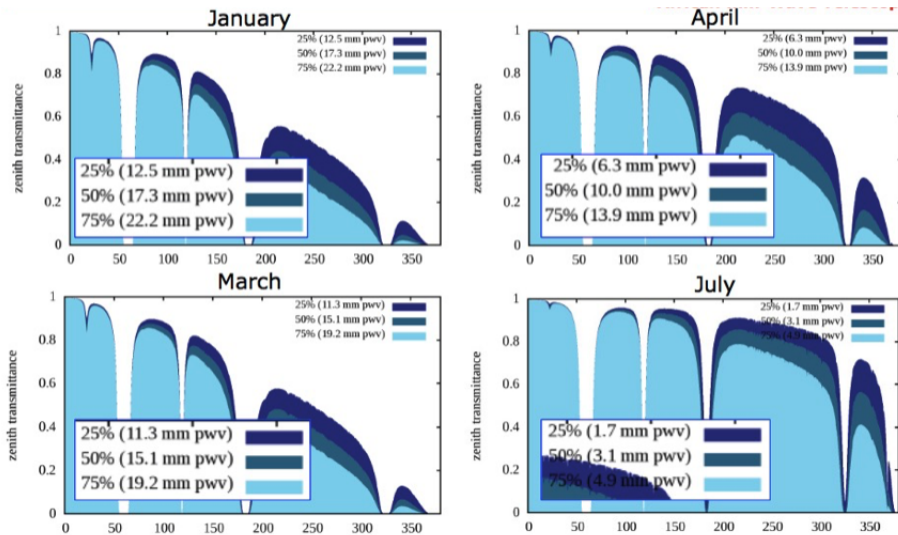 January
zenith transmittance
1
0.8
0.6
0.4
0.2
0
25% (12.5 mm pwv)
50% (17.3 mm pwv)
75% (22.2 mm pwv)
25% (12.5 mm pwv)
50% (17.3 mm pwv)
75% (22.2 mm pwv)
0 50 100 150 200 250 300 350
April
zenith transmittance
1
0.8
0.6
0.4
0.2
0
25% (6.3 mm pwv)
50% (10.0 mm pwv)
75% (13.9 mm pwv)
25% (6.3 mm pwv)
50% (10.0 mm pwv)
75% (13.9 mm pwv)
0 50 100 150 200 250 300 350
March
zenith transmittance
1
0.8
0.6
0.4
0.2
0
25% (11.3 mm pwv)
50% (15.1 mm pwv)
75% (19.2 mm pwv)
25% (11.3 mm pwv)
50% (15.1 mm pwv)
75% (19.2 mm pwv)
0 50 100 150 200 250 300 350
July
zenith transmittance
1
0.8
0.6
0.4
0.2
0
25% (1.7 mm pwv)
50% (3.1 mm pwv)
75% (4.9 mm pwv)
25% (1.7 mm pwv)
50% (3.1 mm pwv)
75% (4.9 mm pwv)
0 50 100 150 200 250 300 350